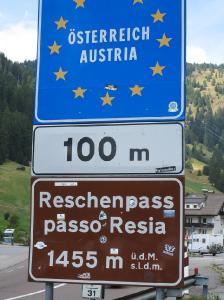 ÖSTERREICH
AUSTRIA
100 m
Reschenpass
passo Resia
1455 m ü.d.M.
s.l.d.m.
31